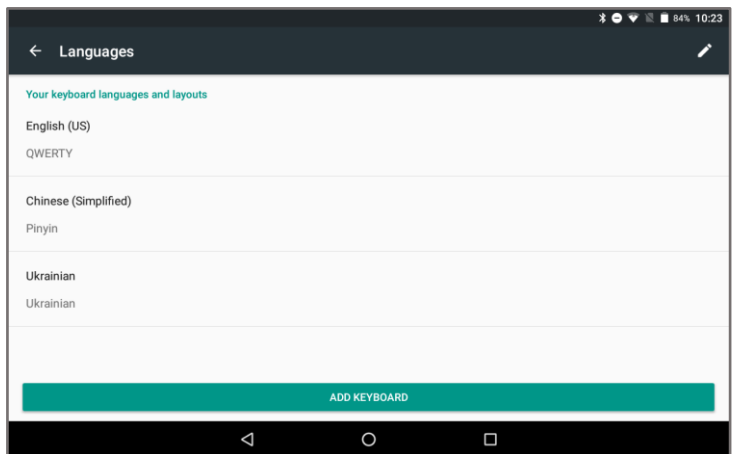 84% 10:23
Languages
Your keyboard languages and layouts
English (US)
QWERTY
Chinese (Simplified)
Pinyin
Ukrainian
Ukrainian
ADD KEYBOARD